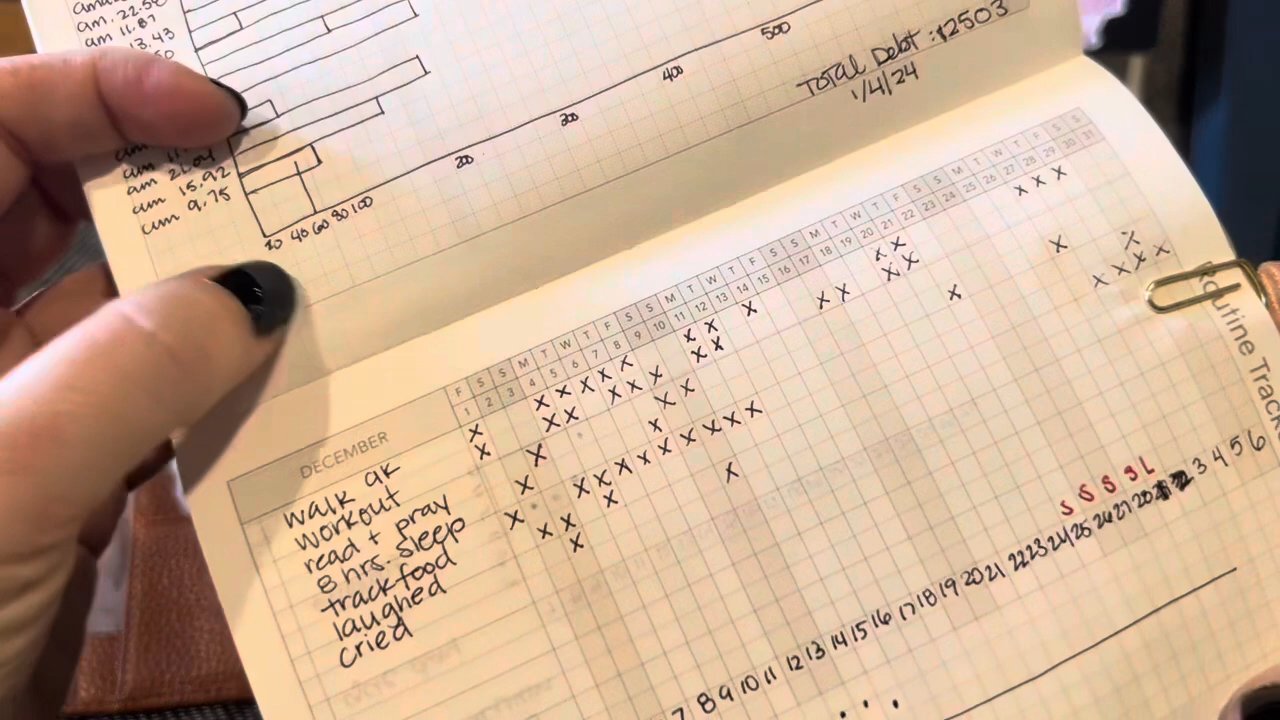 am. 22.50
am 11.87
13.43
am 21.04
am 15.92
am 9.75
20 40 60 80 100 200 300 400 500
Total Debt: $2503
1/4/24
DECEMBER
F S S M T W T F S S M T W T F S S M T W T F S S M T W T F S S
1 2 3 4 5 6 7 8 9 10 11 12 13 14 15 16 17 18 19 20 21 22 23 24 25 26 27 28 29 30 31
walk 9k
workout
read + pray
8 hrs. sleep
track food
laughed
cried
Routine Track
S S S S L
7 8 9 10 11 12 13 14 15 16 17 18 19 20 21 22 23 24 25 26 27 28 3 4 5 6